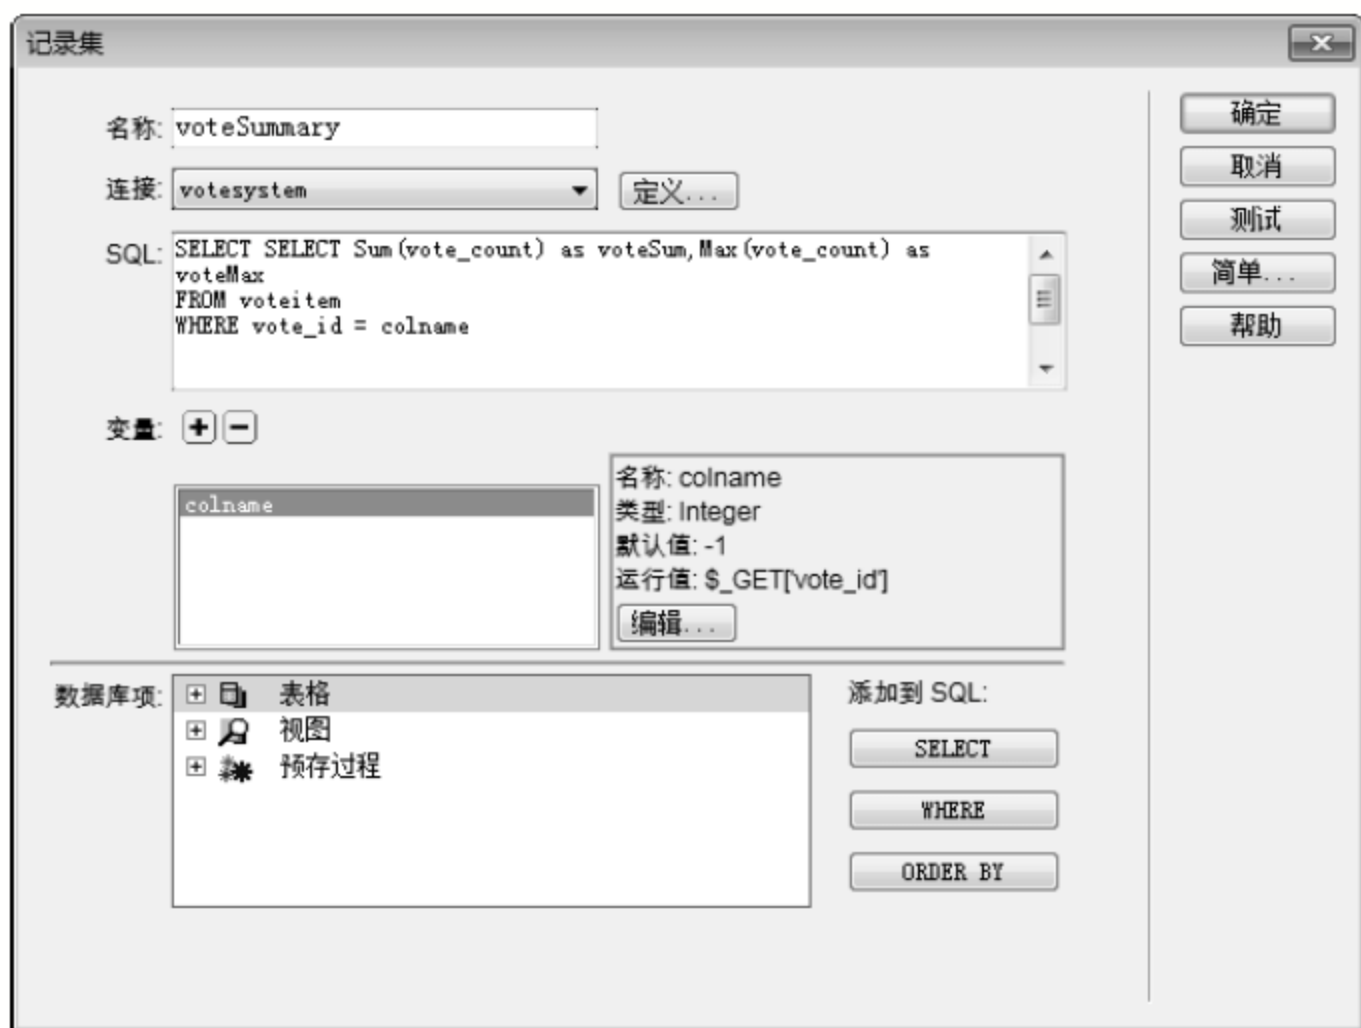 记录集
名称: voteSummary
连接: votesystem 定义...
SQL: SELECT SELECT Sum(vote_count) as voteSum,Max(vote_count) as
voteMax
FROM voteitem
WHERE vote_id = colname
变量:
colname
名称: colname
类型: Integer
默认值: -1
运行值: $_GET['vote_id']
编辑...
数据库项: 表格
视图
预存过程
添加到 SQL:
SELECT
WHERE
ORDER BY
确定
取消
测试
简单...
帮助